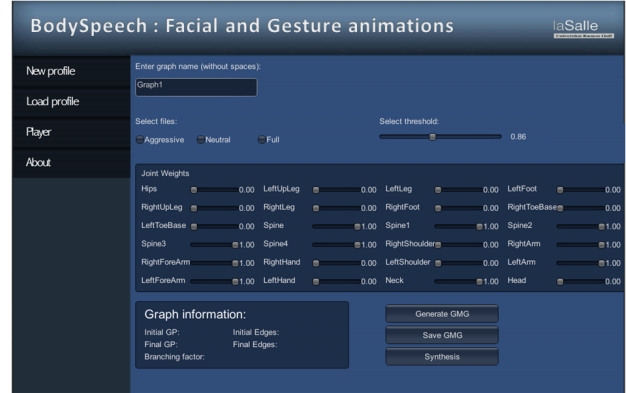 BodySpeech : Facial and Gesture animations
laSalle
New profile
Load profile
Player
About
Enter graph name (without spaces):
Graph1
Select files:
Select threshold:
Aggressive Neutral Full
0.86
Joint Weights
Hips 0.00 LeftUpLeg 0.00 LeftLeg 0.00 LeftFoot 0.00
RightUpLeg 0.00 RightLeg 0.00 RightFoot 0.00 RightToeBase 0.00
LeftToeBase 0.00 Spine 1.00 Spine1 1.00 Spine2 1.00
Spine3 1.00 Spine4 1.00 RightShoulder 0.00 RightArm 1.00
RightForeArm 1.00 RightHand 0.00 LeftShoulder 0.00 LeftArm 1.00
LeftForeArm 1.00 LeftHand 0.00 Neck 1.00 Head 0.00
Graph information:
Initial GP: Initial Edges:
Final GP: Final Edges:
Branching factor:
Generate GMG
Save GMG
Synthesis